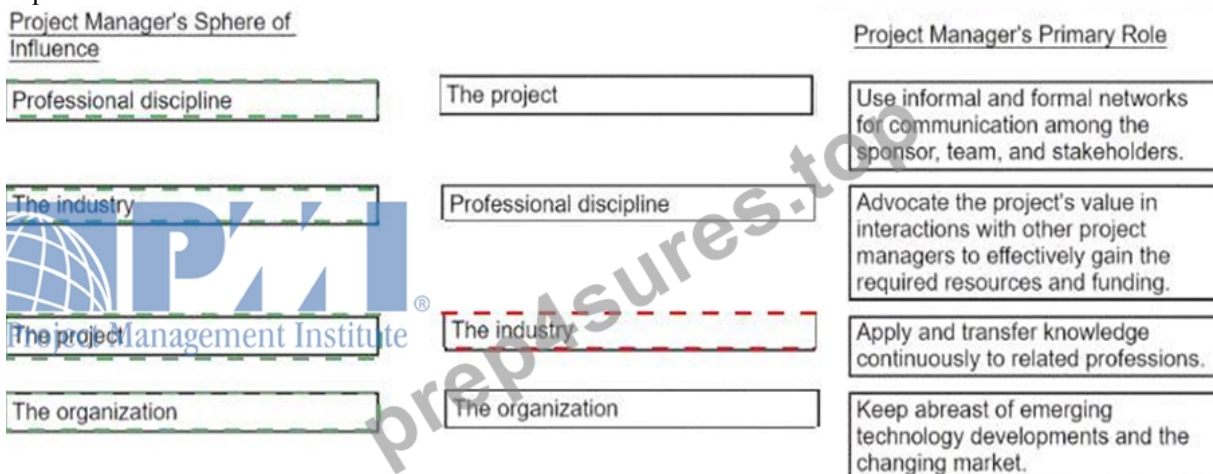 Project Manager's Sphere of
Influence
Project Manager's Primary Role
Professional discipline
The project
Use informal and formal networks
for communication among the
sponsor, team, and stakeholders.
The industry
Professional discipline
Advocate the project's value in
interactions with other project
managers to effectively gain the
required resources and funding.
PMI
®
Project Management Institute
The project
The industry
Apply and transfer knowledge
continuously to related professions.
The organization
The organization
Keep abreast of emerging
technology developments and the
changing market.
prep4sures.top